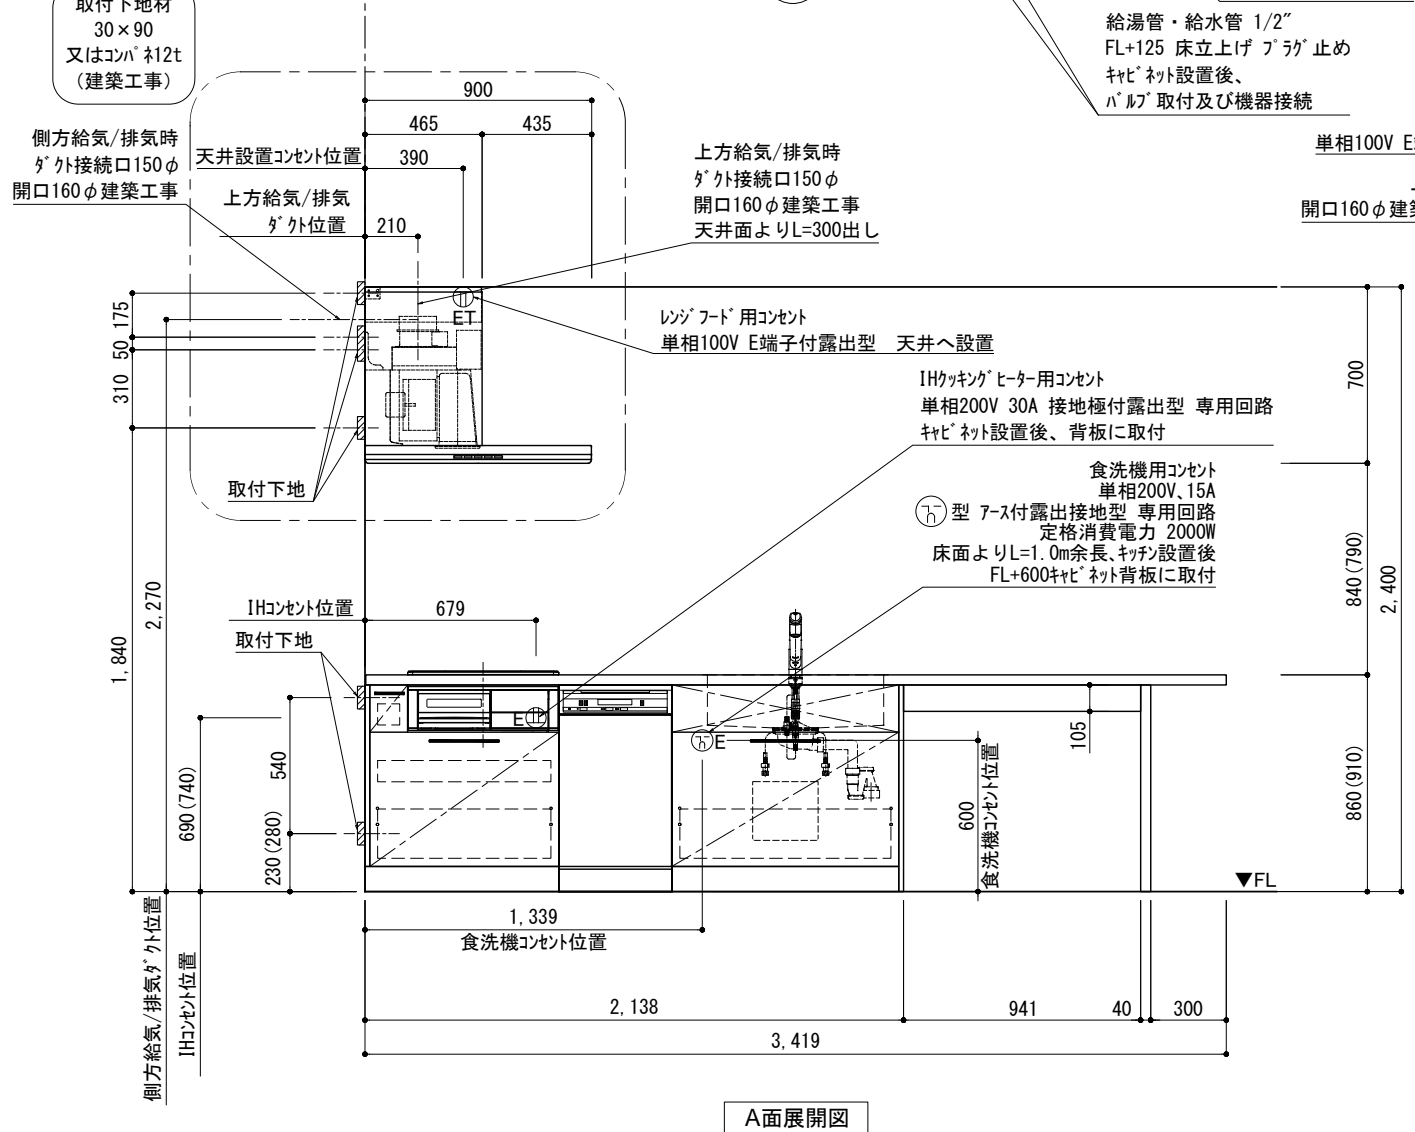 取付下地材
30×90
又はｺﾝﾊﾟﾈ12t
(建築工事)
給湯管・給水管 1/2″
FL+125 床立上げ ﾌﾟﾗｸﾞ止め
ｷｬﾋﾞﾈｯﾄ設置後、
ﾊﾞﾙﾌﾞ取付及び機器接続
単相100V E
開口160φ建築
側方給気/排気時
ﾀﾞｸﾄ接続口150φ
開口160φ建築工事
900
465
435
天井設置ｺﾝｾﾝﾄ位置
390
上方給気/排気
ﾀﾞｸﾄ位置
210
上方給気/排気時
ﾀﾞｸﾄ接続口150φ
開口160φ建築工事
天井面よりL=300出し
ET
ﾚﾝｼﾞﾌｰﾄﾞ用ｺﾝｾﾝﾄ
単相100V E端子付露出型　天井へ設置
IHｸｯｷﾝｸﾞﾋｰﾀｰ用ｺﾝｾﾝﾄ
単相200V 30A 接地極付露出型 専用回路
ｷｬﾋﾞﾈｯﾄ設置後、背板に取付
食洗機用ｺﾝｾﾝﾄ
単相200V､15A
型 ｱｰｽ付露出接地型 専用回路
定格消費電力 2000W
床面よりL=1.0m余長､ｷｯﾁﾝ設置後
FL+600ｷｬﾋﾞﾈｯﾄ背板に取付
175
50
310
取付下地
2,270
1,840
IHｺﾝｾﾝﾄ位置
679
取付下地
E
E
540
690(740)
230(280)
700
840(790)
2,400
860(910)
105
600
食洗機ｺﾝｾﾝﾄ位置
▼FL
1,339
食洗機ｺﾝｾﾝﾄ位置
側方給気/排気ﾀﾞｸﾄ位置
IHｺﾝｾﾝﾄ位置
2,138
941
40
300
3,419
A面展開図